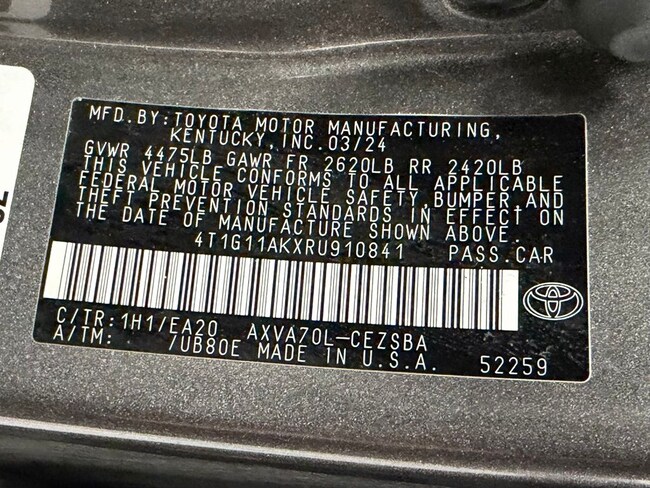 MFD.BY:TOYOTA MOTOR MANUFACTURING,
KENTUCKY,INC.03/24
GVWR 4475LB GAWR FR 2620LB RR 2420LB
THIS VEHICLE CONFORMS TO ALL APPLICABLE
FEDERAL MOTOR VEHICLE SAFETY,BUMPER,AND
THEFT PREVENTION STANDARDS IN EFFECT ON
THE DATE OF MANUFACTURE SHOWN ABOVE.
4T1G11AKXRU910841 PASS.CAR
C/TR:1H1/EA20 AXVA70L-CEZSBA
A/TM: /UB80E MADE IN U.S.A. 52259